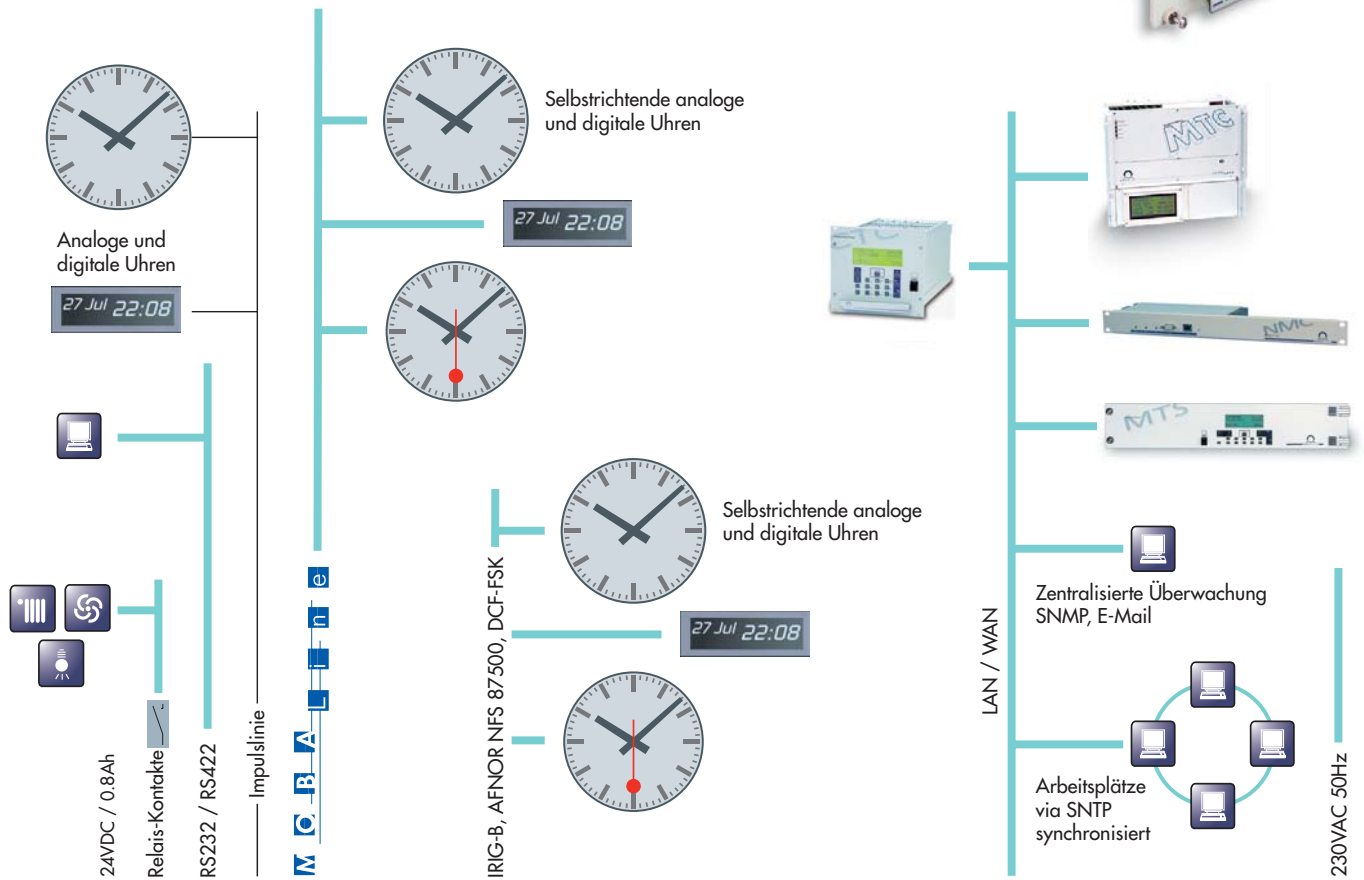 Analoge und
digitale Uhren
27 Jul 22:08
24VDC / 0.8Ah
Relais-Kontakte
RS232 / RS422
Impulslinie
MOBALine
Selbstrichtende analoge
und digitale Uhren
27 Jul 22:08
IRIG-B, AFNOR NFS 87500, DCF-FSK
Selbstrichtende analoge
und digitale Uhren
27 Jul 22:08
LAN / WAN
MTC
NMC
MTS
Zentralisierte Überwachung
SNMP, E-Mail
Arbeitsplätze
via SNTP
synchronisiert
230VAC 50Hz